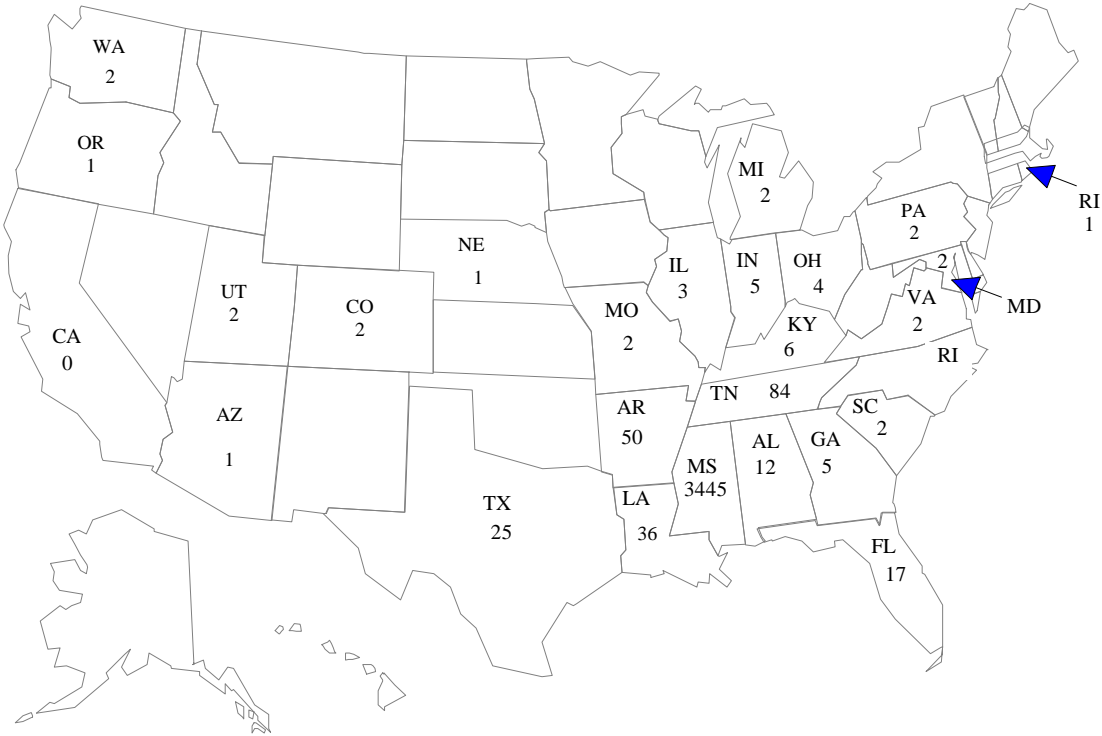 WA
2
OR
1
MI
2
RI
1
PA
2
NE
1
IL
3
IN
5
OH
4
2
MD
UT
2
CO
2
MO
2
VA
2
KY
6
CA
0
RI
TN 84
AZ
1
AR
50
SC
2
AL
12
GA
5
MS
3445
TX
25
LA
36
FL
17